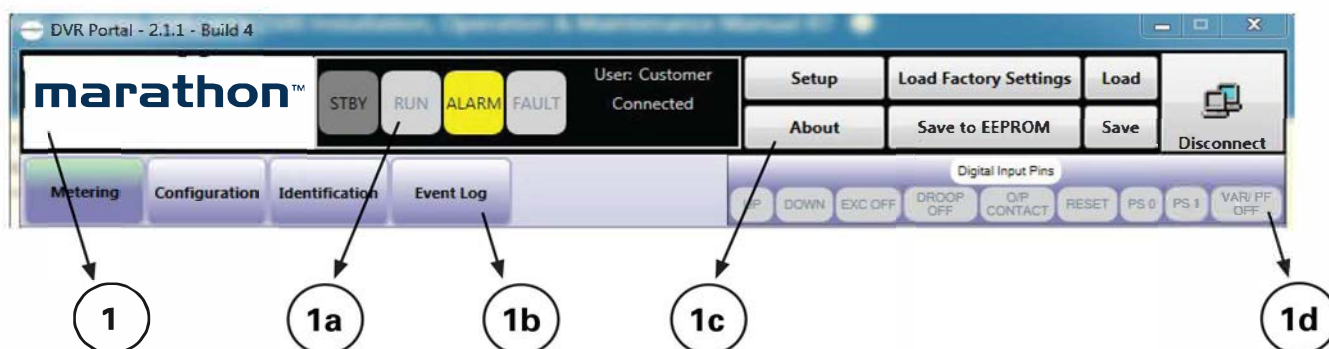 DVR Portal - 2.1.1 - Build 4
marathon™
STBY RUN ALARM FAULT
User: Customer
Connected
Setup Load Factory Settings Load
About Save to EEPROM Save
Disconnect
Metering Configuration Identification Event Log
Digital Input Pins
UP DOWN EXC OFF DROOP OFF O/P CONTACT RESET PS 0 PS 1 VAR/ PF OFF
1 1a 1b 1c 1d